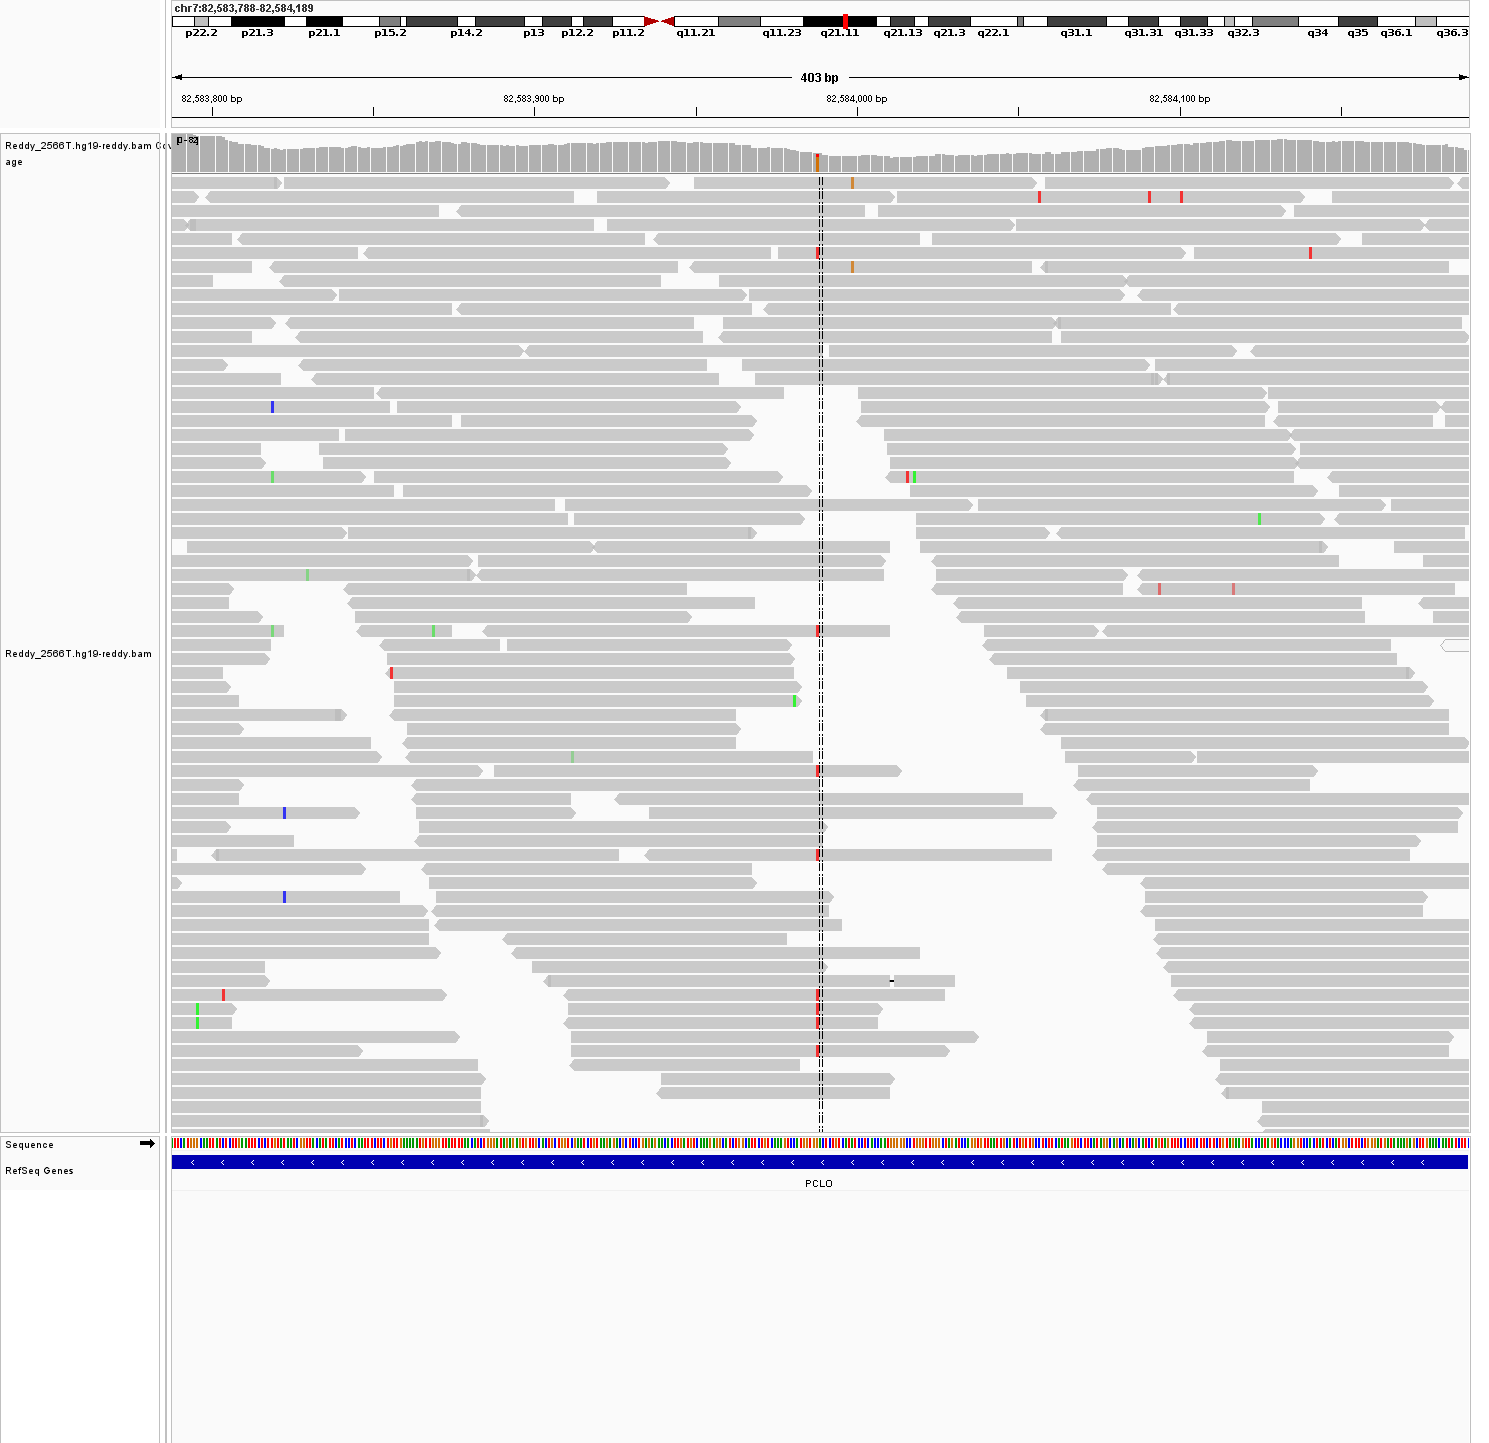 chr7:82,583,788-82,584,189
p22.2 p21.3 p21.1 p15.2 p14.2 p13 p12.2 p11.2 q11.21 q11.23 q21.11 q21.13 q21.3 q22.1 q31.1 q31.31 q31.33 q32.3 q34 q35 q36.1 q36.3
403 bp
82,583,800 bp 82,583,900 bp 82,584,000 bp 82,584,100 bp
[0-82]
Reddy_2566T.hg19-reddy.bam Cov
age
Reddy_2566T.hg19-reddy.bam
Sequence
RefSeq Genes
PCLO